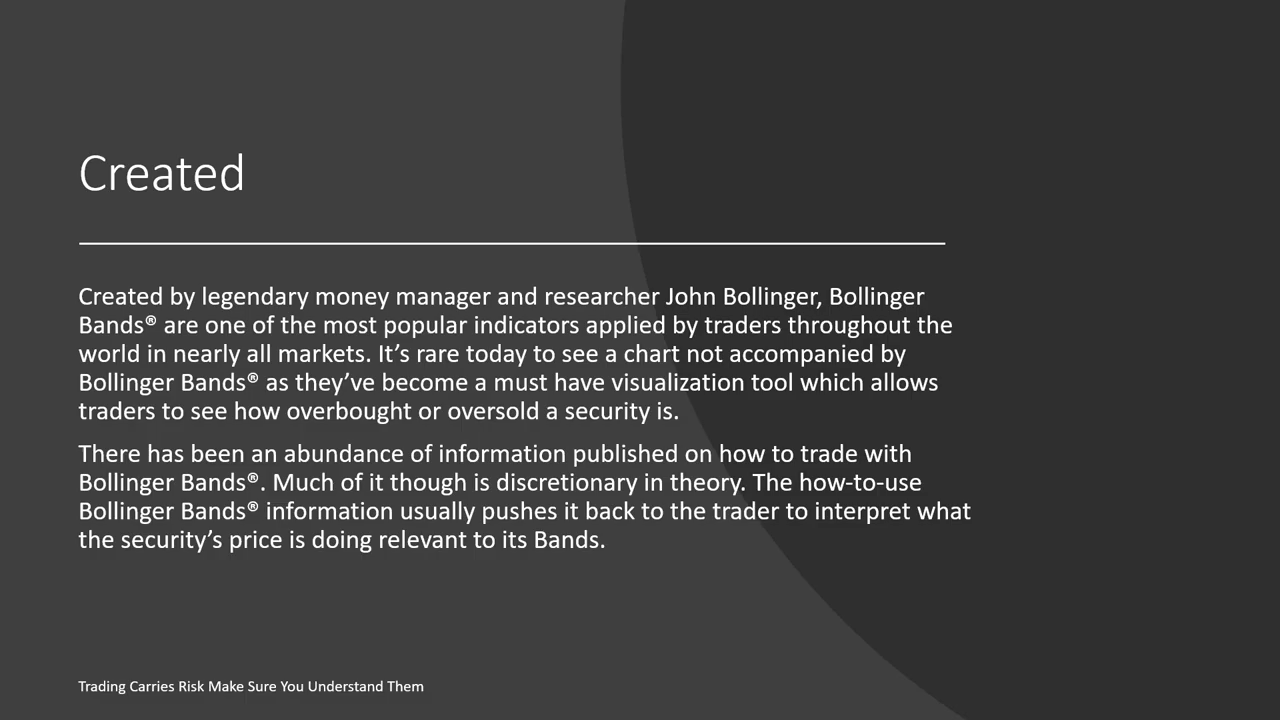 Created
Created by legendary money manager and researcher John Bollinger, Bollinger
Bands® are one of the most popular indicators applied by traders throughout the
world in nearly all markets. It’s rare today to see a chart not accompanied by
Bollinger Bands® as they’ve become a must have visualization tool which allows
traders to see how overbought or oversold a security is.
There has been an abundance of information published on how to trade with
Bollinger Bands®. Much of it though is discretionary in theory. The how-to-use
Bollinger Bands® information usually pushes it back to the trader to interpret what
the security’s price is doing relevant to its Bands.
Trading Carries Risk Make Sure You Understand Them